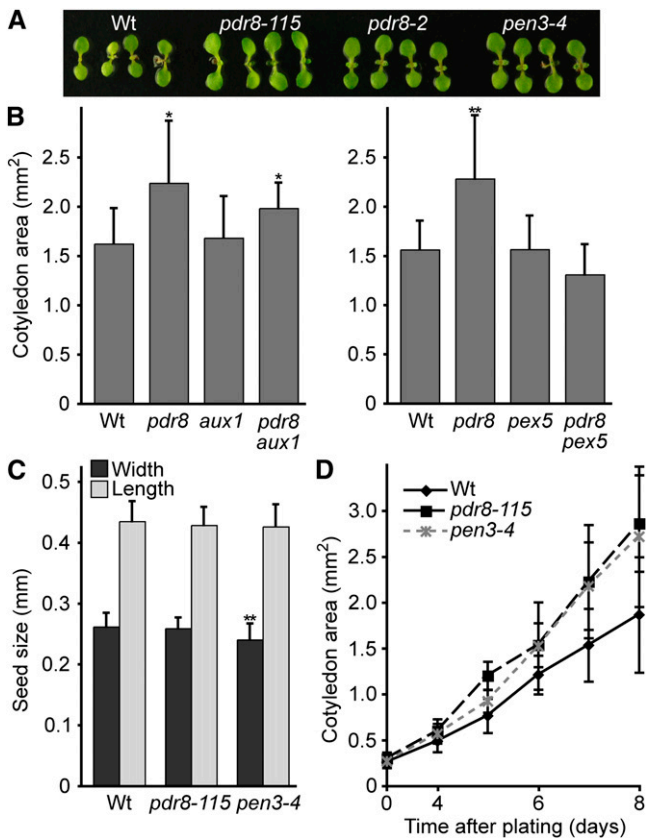 A
Wt pdr8-115 pdr8-2 pen3-4
B
Cotyledon area (mm²)
2.5
2.0
1.5
1.0
0.5
0
* *
Wt pdr8 aux1 pdr8 aux1
2.5
2.0
1.5
1.0
0.5
0
**
Wt pdr8 pex5 pdr8 pex5
C
Width
Length
Seed size (mm)
0.5
0.4
0.3
0.2
0.1
0
**
Wt pdr8-115 pen3-4
D
Wt
pdr8-115
pen3-4
Cotyledon area (mm²)
3.0
2.5
2.0
1.5
1.0
0.5
0
0 4 6 8
Time after plating (days)